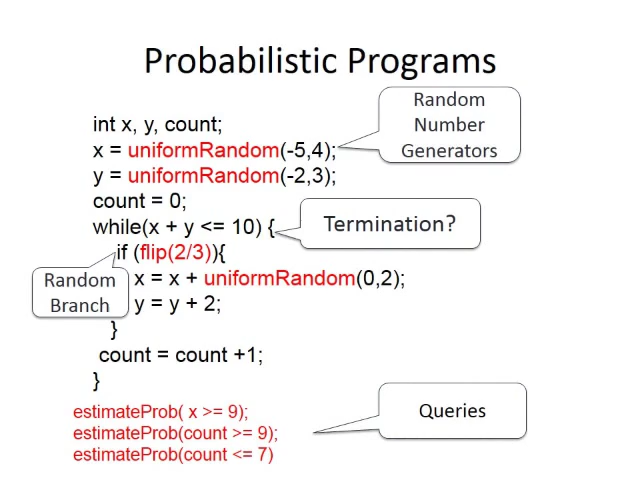 Probabilistic Programs
int x, y, count;
x = uniformRandom(-5,4);
y = uniformRandom(-2,3);
count = 0;
while(x + y <= 10) {
if (flip(2/3)){
x = x + uniformRandom(0,2);
y = y + 2;
}
count = count +1;
}
estimateProb( x >= 9);
estimateProb(count >= 9);
estimateProb(count <= 7)
Random
Number
Generators
Termination?
Random
Branch
Queries